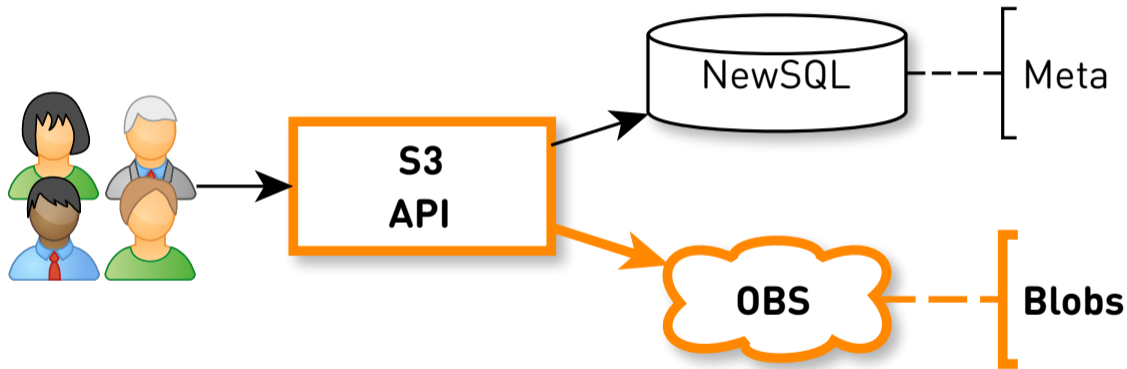 S3
API
NewSQL
Meta
OBS
Blobs